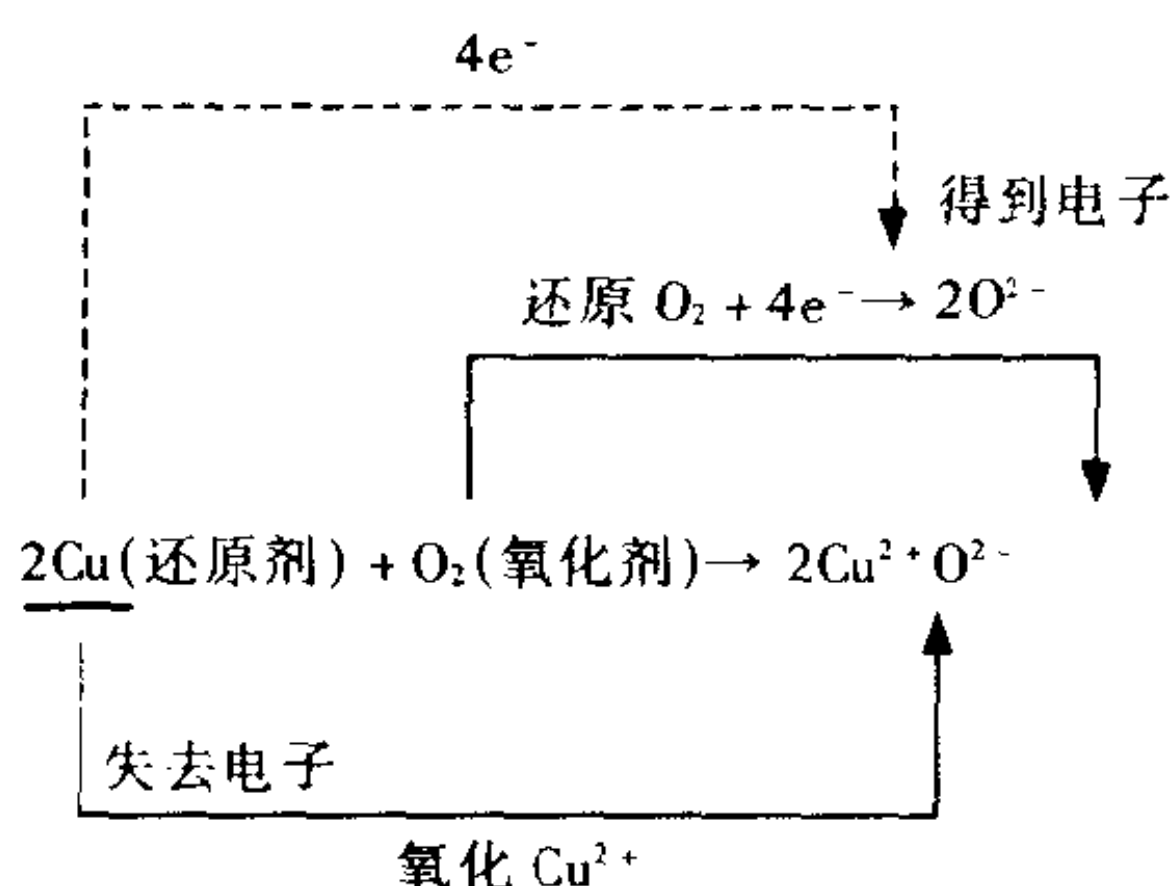 4e⁻
得到电子
还原 O₂ + 4e⁻→ 2O²⁻
2Cu(还原剂) + O₂(氧化剂)→ 2Cu²⁺O²⁻
失去电子
氧化 Cu²⁺